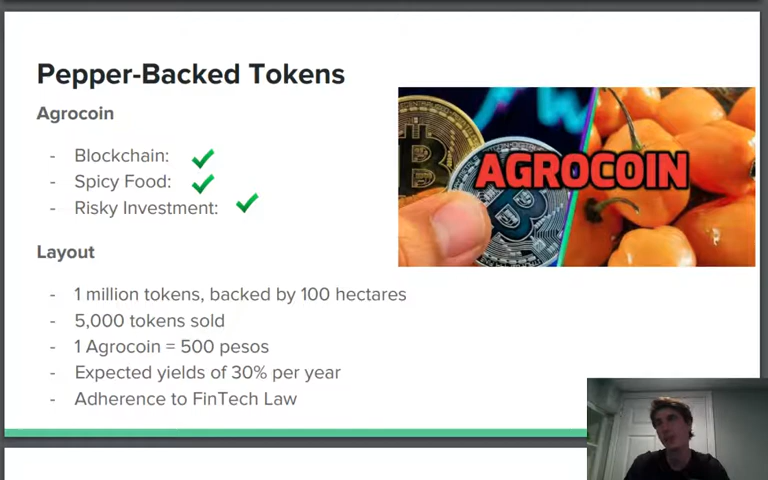 Pepper-Backed Tokens
Agrocoin
- Blockchain:
- Spicy Food:
- Risky Investment:
AGROCOIN
Layout
- 1 million tokens, backed by 100 hectares
- 5,000 tokens sold
- 1 Agrocoin = 500 pesos
- Expected yields of 30% per year
- Adherence to FinTech Law